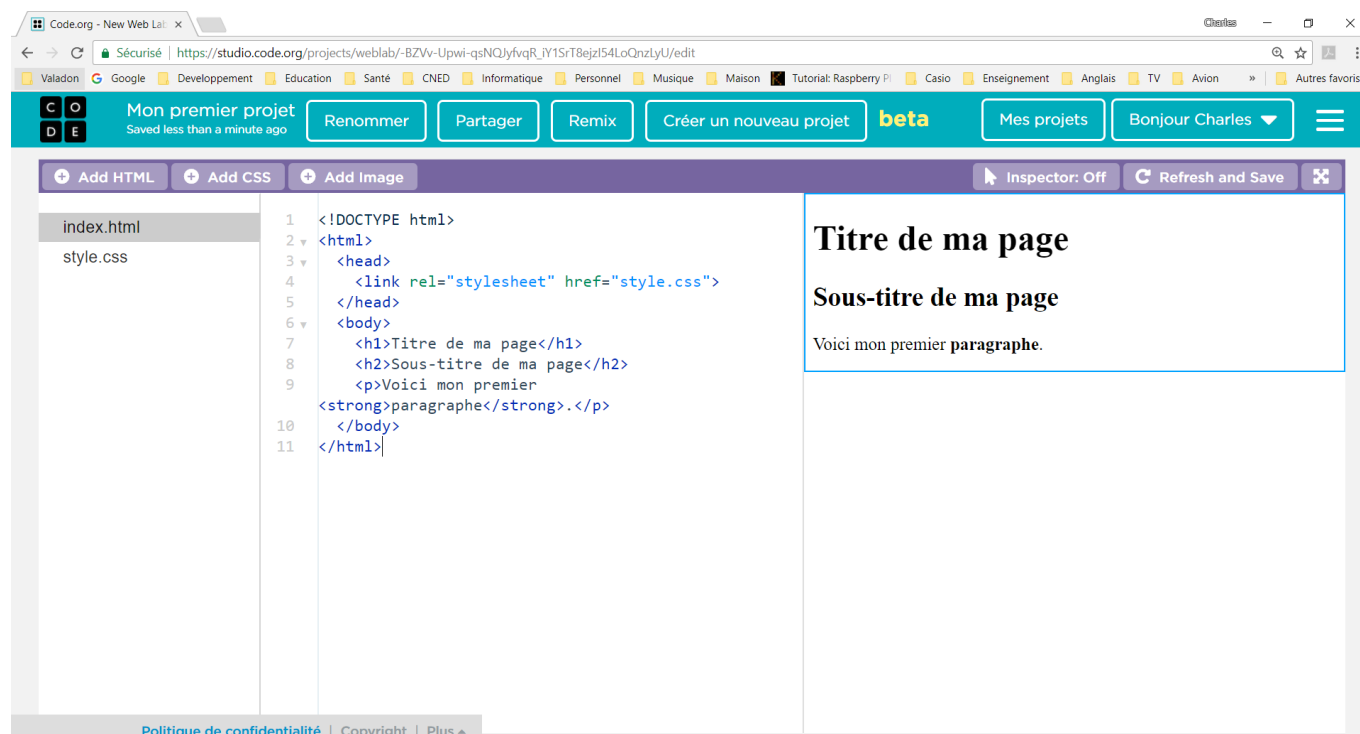 Code.org - New Web Lab
Charles
Sécurisé | https://studio.code.org/projects/weblab/-BZVv-Upwi-qsNQJyfvqR_iY1SrT8ejzI54LoQnzLyU/edit
Valadon Google Developpement Education Santé CNED Informatique Personnel Musique Maison Tutorial: Raspberry Pi Casio Enseignement Anglais TV Avion » Autres favoris
CODE
Mon premier projet
Saved less than a minute ago
Renommer Partager Remix Créer un nouveau projet beta Mes projets Bonjour Charles
Add HTML Add CSS Add Image Inspector: Off Refresh and Save
index.html
style.css
1 <!DOCTYPE html>
2 <html>
3 <head>
4 <link rel="stylesheet" href="style.css">
5 </head>
6 <body>
7 <h1>Titre de ma page</h1>
8 <h2>Sous-titre de ma page</h2>
9 <p>Voici mon premier
<strong>paragraphe</strong>.</p>
10 </body>
11 </html>
Titre de ma page
Sous-titre de ma page
Voici mon premier paragraphe.
Politique de confidentialité | Copyright | Plus